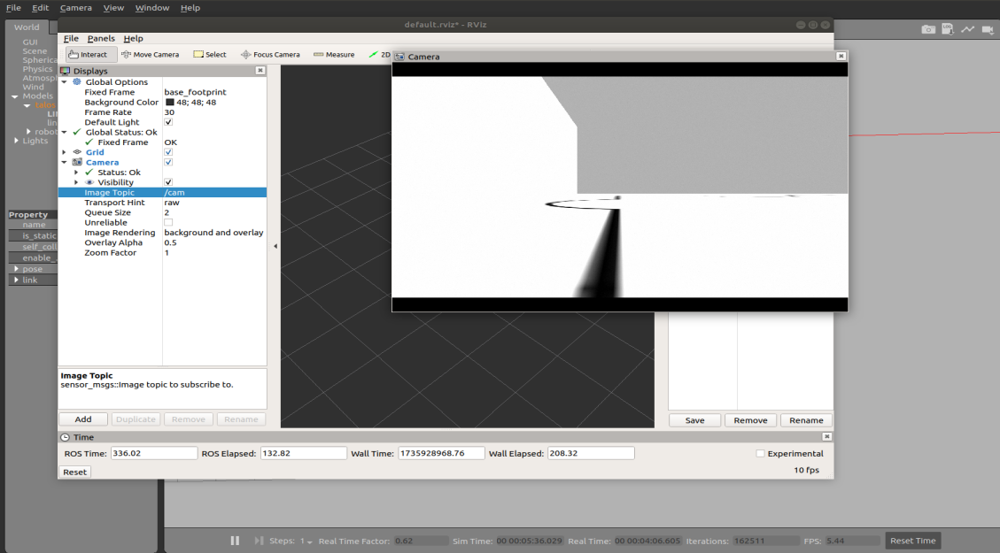 File Edit Camera View Window Help
World
GUI
Scene
Spherica
Physics
Atmosph
Wind
Models
talos
LI
lin
robot
Lights
Property
name
is_static
self_coll
enable_
pose
link
default.rviz* - RViz
File Panels Help
Interact Move Camera Select Focus Camera Measure 2D
Displays
Global Options
Fixed Frame base_footprint
Background Color 48; 48; 48
Frame Rate 30
Default Light
Global Status: Ok
Fixed Frame OK
Grid
Camera
Status: Ok
Visibility
Image Topic /cam
Transport Hint raw
Queue Size 2
Unreliable
Image Rendering background and overlay
Overlay Alpha 0.5
Zoom Factor 1
Image Topic
sensor_msgs::Image topic to subscribe to.
Add Duplicate Remove Rename
Camera
LOG
Save Remove Rename
Time
ROS Time: 336.02 ROS Elapsed: 132.82 Wall Time: 1735928968.76 Wall Elapsed: 208.32 Experimental
Reset 10 fps
Steps: 1 Real Time Factor: 0.62 Sim Time: 00 00:05:36.029 Real Time: 00 00:04:06.605 Iterations: 162511 FPS: 5.44 Reset Time